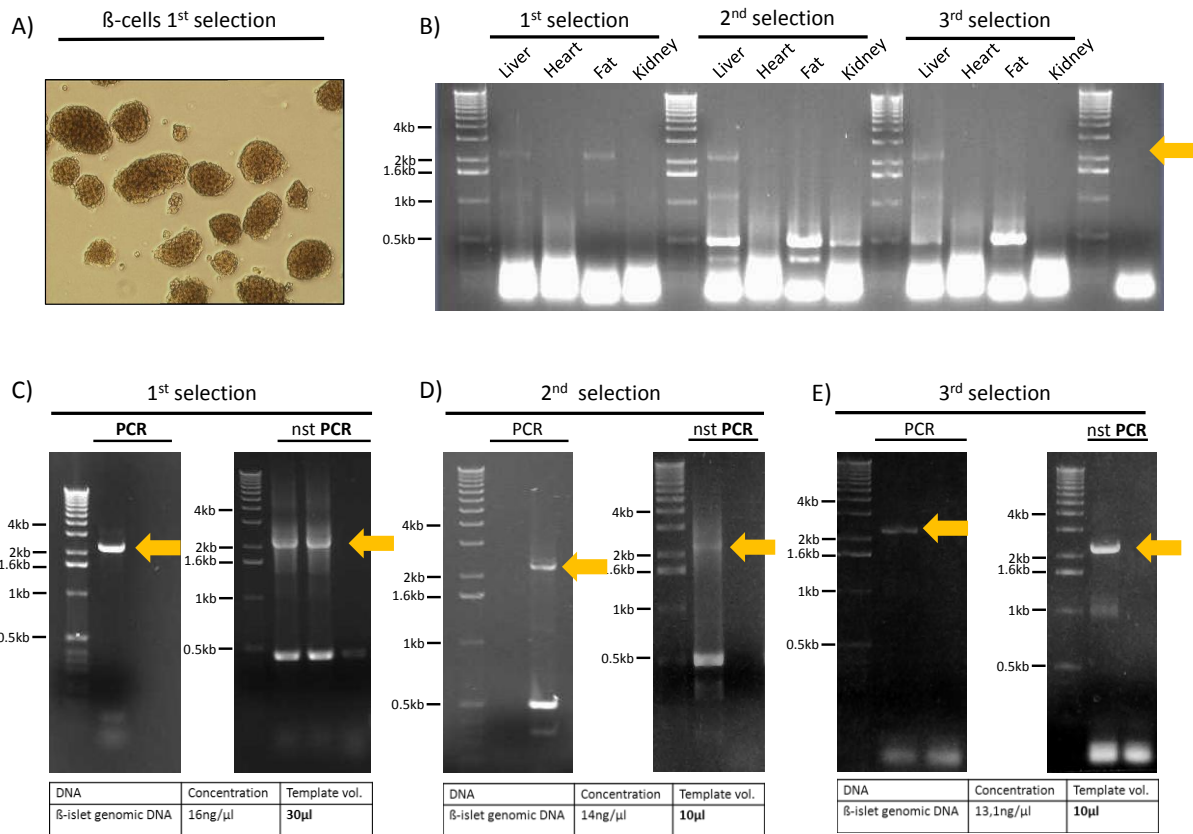 A)
ß-cells 1st selection
B)
1st selection
2nd selection
3rd selection
Liver
Heart
Fat
Kidney
Liver
Heart
Fat
Kidney
Liver
Heart
Fat
Kidney
4kb
2kb
1.6kb
1kb
0.5kb
C)
1st selection
PCR
nst PCR
4kb
2kb
1.6kb
1kb
0.5kb
4kb
2kb
1.6kb
1kb
0.5kb
DNA Concentration Template vol.
ß-islet genomic DNA 16ng/µl 30µl
D)
2nd selection
PCR
nst PCR
4kb
2kb
1.6kb
1kb
0.5kb
4kb
2kb
1.6kb
1kb
0.5kb
DNA Concentration Template vol.
ß-islet genomic DNA 14ng/µl 10µl
E)
3rd selection
PCR
nst PCR
4kb
2kb
1.6kb
1kb
0.5kb
4kb
2kb
1.6kb
1kb
0.5kb
DNA Concentration Template vol.
ß-islet genomic DNA 13,1ng/µl 10µl